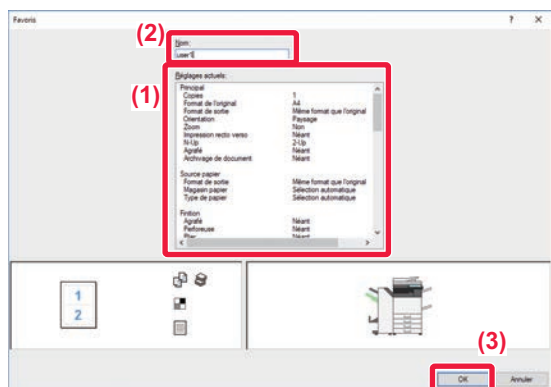 Favoris ? X
(2)
Nom:
user1
(1)
Réglages actuels:
Principal
Copies 1
Format de l'original A4
Format de sortie Même format que l'original
Orientation Paysage
Zoom Non
Impression recto verso Néant
N-Up 2-Up
Agrafé Néant
Archivage de document Néant
Source papier
Format de sortie Même format que l'original
Magasin papier Sélection automatique
Type de papier Sélection automatique
Finition
Agrafé Néant
Perforeuse Néant
Plier Néant
1
2
(3)
OK Annuler